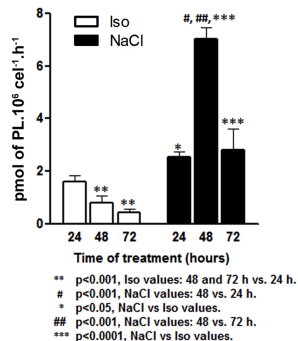 8
6
4
2
0
pmol of PL.10⁶ cel⁻¹.h⁻¹
Iso
NaCl
#, ##, ***
***
*
**
**
24 48 72 24 48 72
Time of treatment (hours)
** p<0.001, Iso values: 48 and 72 h vs. 24 h.
# p<0.001, NaCl values: 48 vs. 24 h.
* p<0.05, NaCl vs Iso values.
## p<0.001, NaCl values: 48 vs. 72 h.
*** p<0.0001, NaCl vs Iso values.